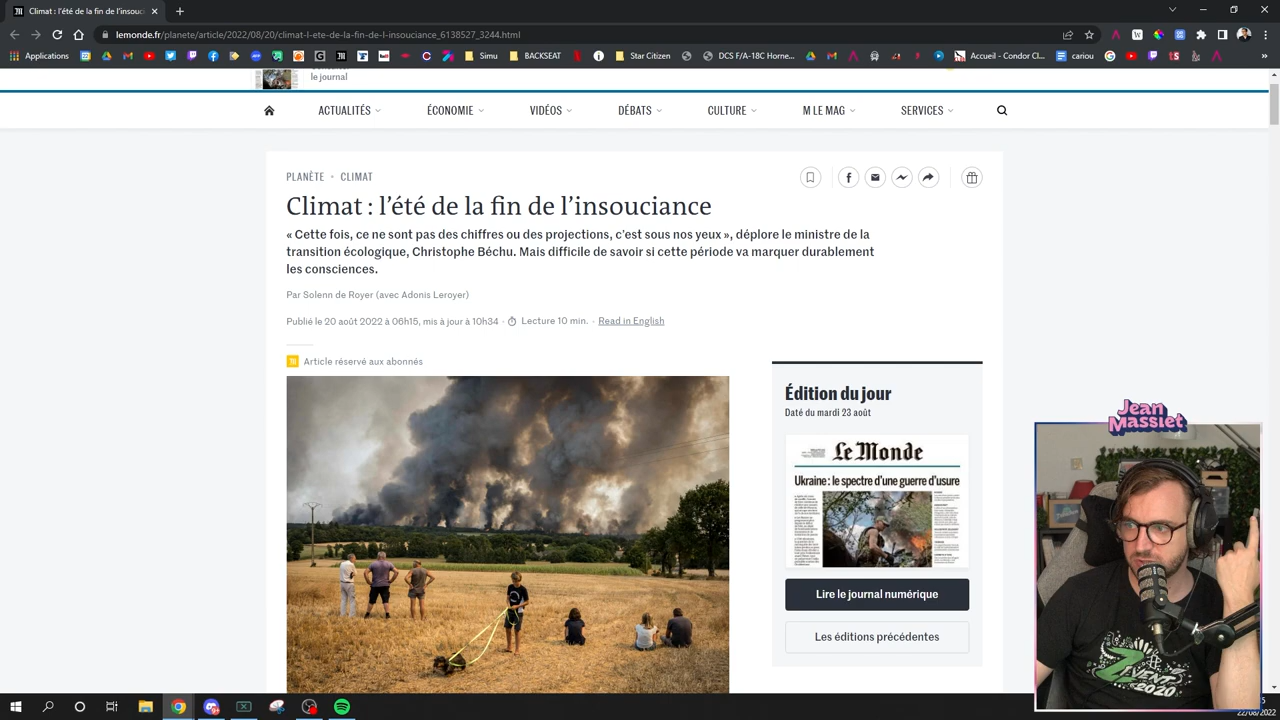 Climat : l'été de la fin de l'insouc
lemonde.fr/planete/article/2022/08/20/climat-l-ete-de-la-fin-de-l-insouciance_6138527_3244.html
Applications
Simu
BACKSEAT
Star Citizen
DCS F/A-18C Horne...
Accueil - Condor Cl...
cariou
le journal
ACTUALITÉS
ÉCONOMIE
VIDÉOS
DÉBATS
CULTURE
M LE MAG
SERVICES
PLANÈTE • CLIMAT
Climat : l'été de la fin de l'insouciance
« Cette fois, ce ne sont pas des chiffres ou des projections, c'est sous nos yeux », déplore le ministre de la
transition écologique, Christophe Béchu. Mais difficile de savoir si cette période va marquer durablement
les consciences.
Par Solenn de Royer (avec Adonis Leroyer)
Publié le 20 août 2022 à 06h15, mis à jour à 10h34 · Lecture 10 min. · Read in English
Article réservé aux abonnés
Édition du jour
Daté du mardi 23 août
Le Monde
Ukraine : le spectre d'une guerre d'usure
Lire le journal numérique
Les éditions précédentes
Jean
Massiet
ZEVENT
2020
22/08/2022